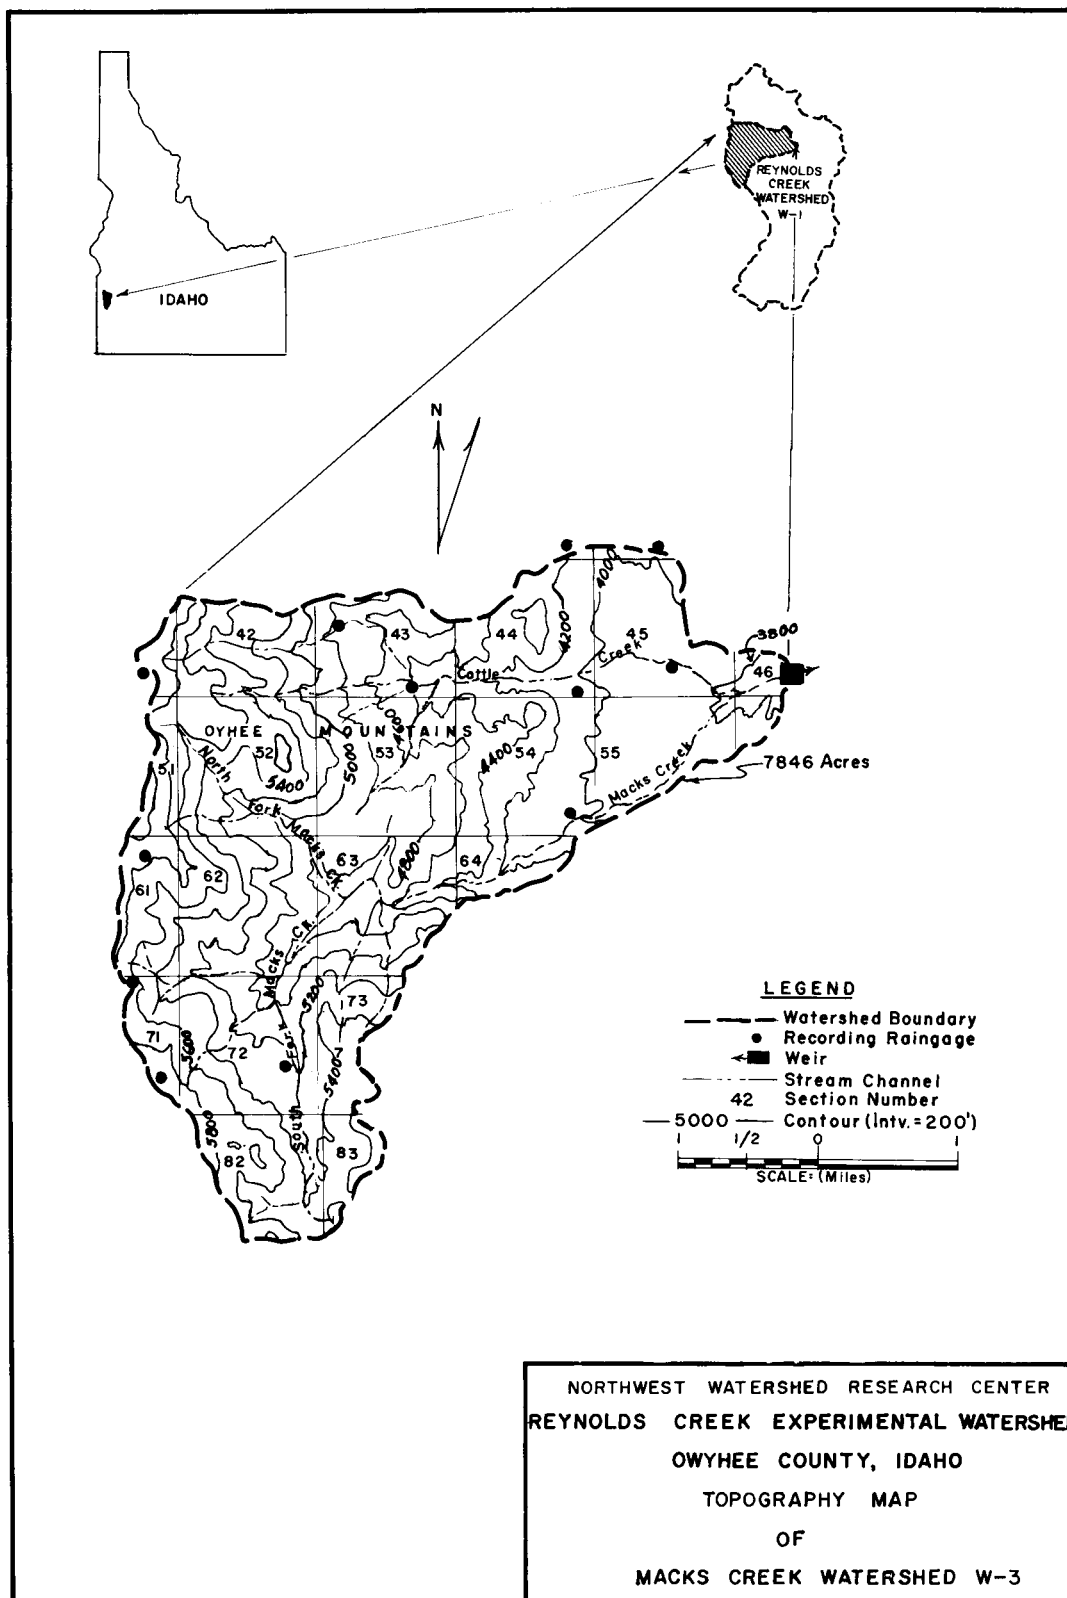 IDAHO
REYNOLDS
CREEK
WATERSHED
W-1
N
42
43
44
4200
4000
45
3800
46
Cattle
Creek
OYHEE MOUNTAINS
4600
51
52
5400
5000
53
4400
54
55
North
Fork Macks Ck.
Macks Creek
7846 Acres
61
62
63
4800
64
Macks Ck.
5200
73
71
5600
72
Fork
5400
South
5800
82
83
LEGEND
Watershed Boundary
Recording Raingage
Weir
Stream Channel
42 Section Number
5000 Contour (Intv. = 200')
1 1/2 0 1
SCALE: (Miles)
NORTHWEST WATERSHED RESEARCH CENTER
REYNOLDS CREEK EXPERIMENTAL WATERSHE
OWYHEE COUNTY, IDAHO
TOPOGRAPHY MAP
OF
MACKS CREEK WATERSHED W-3